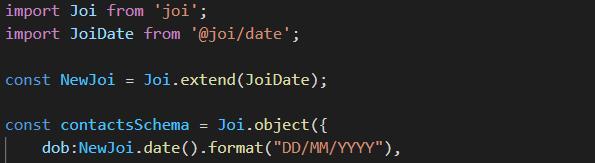 import Joi from 'joi';
import JoiDate from '@joi/date';
const NewJoi = Joi.extend(JoiDate);
const contactsSchema = Joi.object({
    dob:NewJoi.date().format("DD/MM/YYYY"),